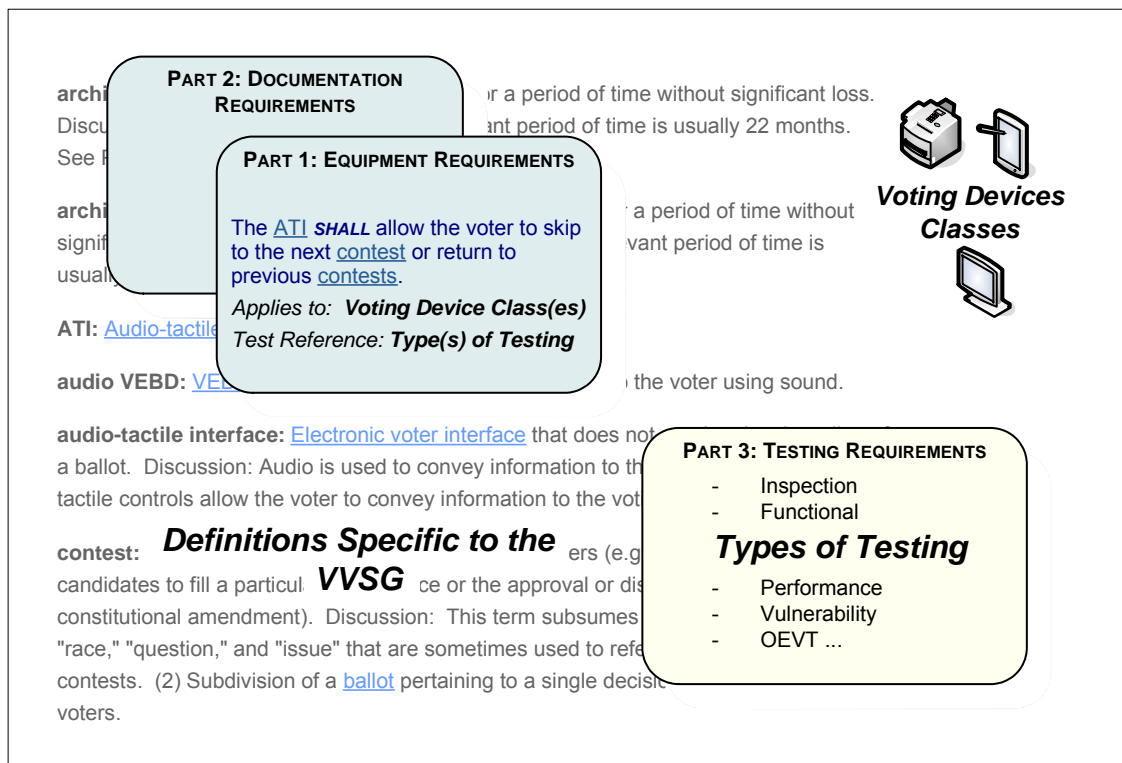 PART 2: DOCUMENTATION
REQUIREMENTS
PART 1: EQUIPMENT REQUIREMENTS
The ATI SHALL allow the voter to skip
to the next contest or return to
previous contests.
Applies to: Voting Device Class(es)
Test Reference: Type(s) of Testing
Voting Devices
Classes
archi r a period of time without significant loss.
Discu ant period of time is usually 22 months.
See
archi a period of time without
signif evant period of time is
usually
ATI: Audio-tactile
audio VEBD: the voter using sound.
audio-tactile interface: Electronic voter interface that does not
a ballot. Discussion: Audio is used to convey information to th
tactile controls allow the voter to convey information to the vot
contest: ers (e.g
candidates to fill a particul ce or the approval or dis
constitutional amendment). Discussion: This term subsumes
"race," "question," and "issue" that are sometimes used to refe
contests. (2) Subdivision of a ballot pertaining to a single decisi
voters.
Definitions Specific to the
VVSG
PART 3: TESTING REQUIREMENTS
- Inspection
- Functional
Types of Testing
- Performance
- Vulnerability
- OEVT ...